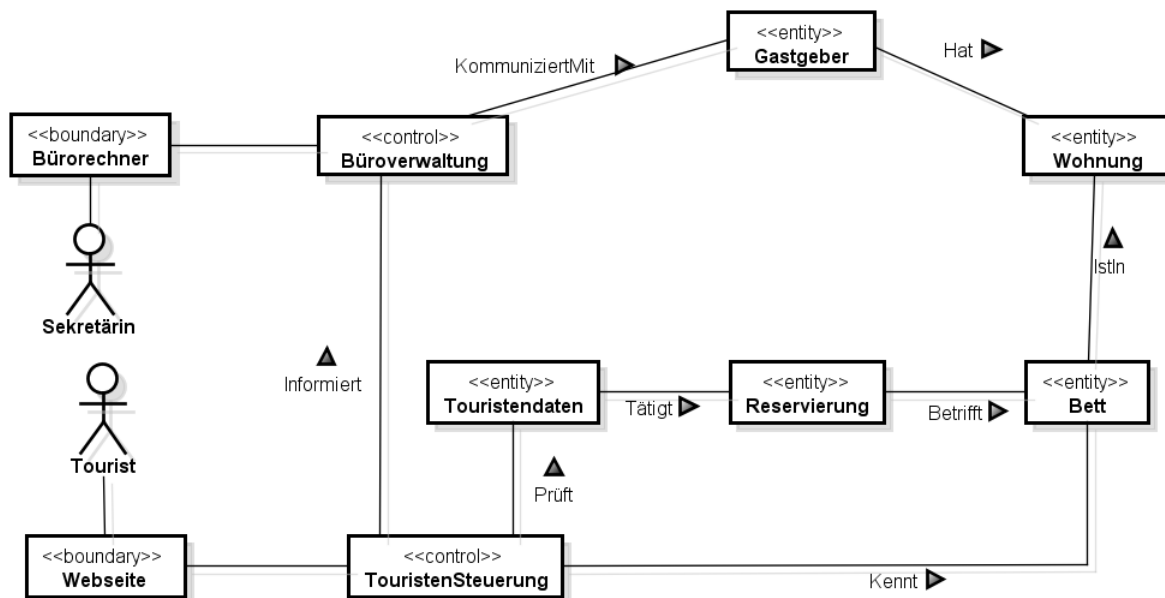 <<entity>>
Gastgeber
Hat
KommuniziertMit
<<boundary>>
Bürorechner
<<control>>
Büroverwaltung
<<entity>>
Wohnung
IstIn
Sekretärin
Informiert
<<entity>>
Touristendaten
Tätigt
<<entity>>
Reservierung
Betrifft
<<entity>>
Bett
Tourist
Prüft
<<boundary>>
Webseite
<<control>>
TouristenSteuerung
Kennt